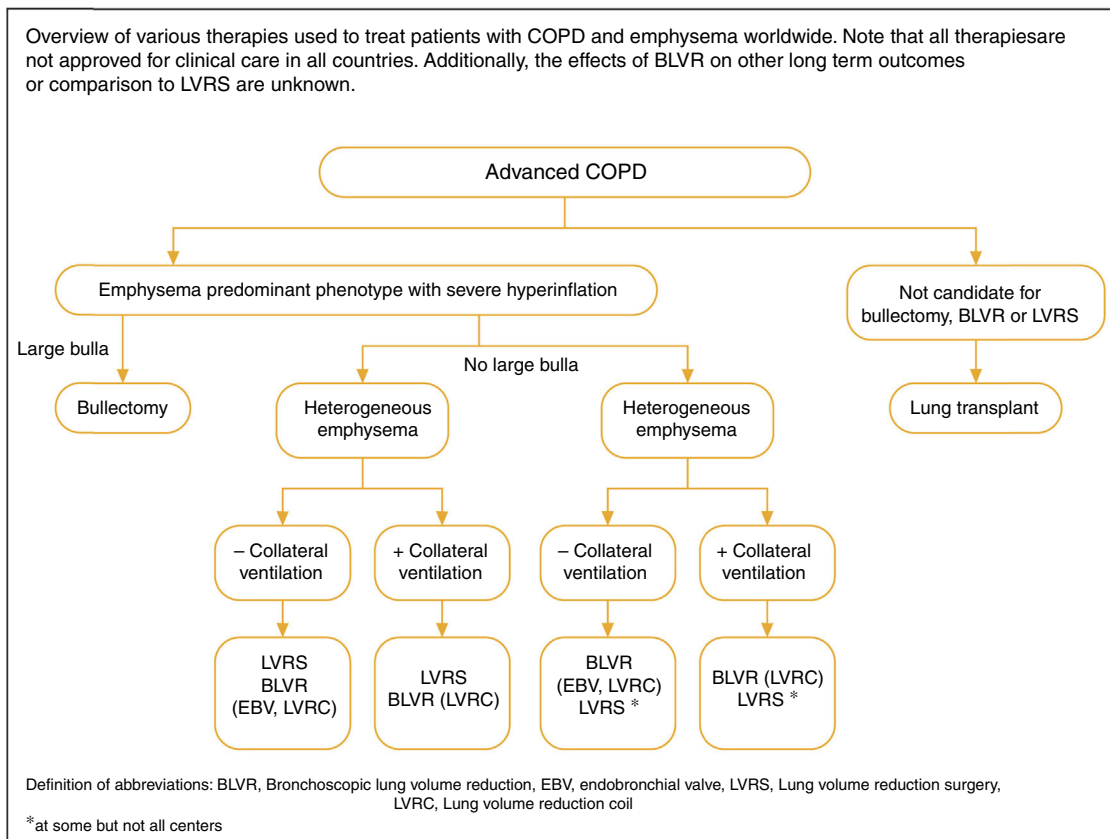 Overview of various therapies used to treat patients with COPD and emphysema worldwide. Note that all therapiesare
not approved for clinical care in all countries. Additionally, the effects of BLVR on other long term outcomes
or comparison to LVRS are unknown.
Advanced COPD
Emphysema predominant phenotype with severe hyperinflation
Not candidate for
bullectomy, BLVR or LVRS
Large bulla
No large bulla
Bullectomy
Heterogeneous
emphysema
Heterogeneous
emphysema
Lung transplant
– Collateral
ventilation
+ Collateral
ventilation
– Collateral
ventilation
+ Collateral
ventilation
LVRS
BLVR
(EBV, LVRC)
LVRS
BLVR (LVRC)
BLVR
(EBV, LVRC)
LVRS *
BLVR (LVRC)
LVRS *
Definition of abbreviations: BLVR, Bronchoscopic lung volume reduction, EBV, endobronchial valve, LVRS, Lung volume reduction surgery,
LVRC, Lung volume reduction coil
*at some but not all centers